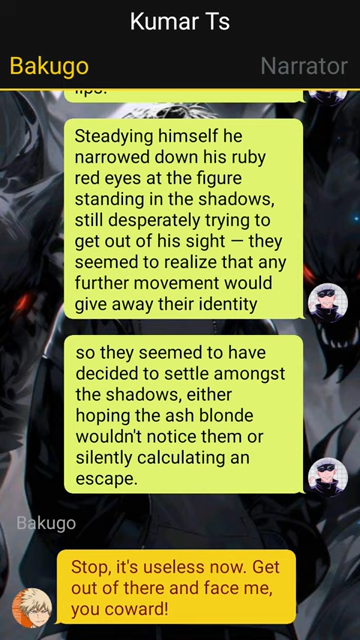 Kumar Ts
Bakugo Narrator
lips.
Steadying himself he
narrowed down his ruby
red eyes at the figure
standing in the shadows,
still desperately trying to
get out of his sight — they
seemed to realize that any
further movement would
give away their identity
so they seemed to have
decided to settle amongst
the shadows, either
hoping the ash blonde
wouldn't notice them or
silently calculating an
escape.
Bakugo
Stop, it's useless now. Get
out of there and face me,
you coward!